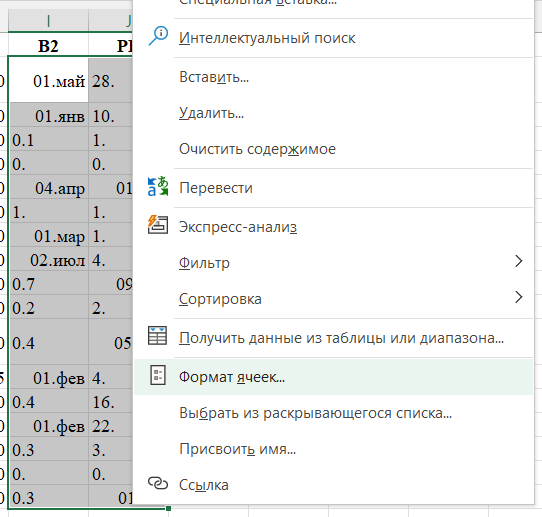 I J
B2
01.май 28.
01.янв 10.
0.1 1.
0. 0.
04.апр 01
1. 1.
01.мар 1.
02.июл 4.
0.7 09
0.2 2.
0.4 05
01.фев 4.
0.4 16.
01.фев 22.
0.3 3.
0. 0.
0.3 01
Специальная вставка...
Интеллектуальный поиск
Вставить...
Удалить...
Очистить содержимое
Перевести
Экспресс-анализ
Фильтр
Сортировка
Получить данные из таблицы или диапазона...
Формат ячеек...
Выбрать из раскрывающегося списка...
Присвоить имя...
Ссылка